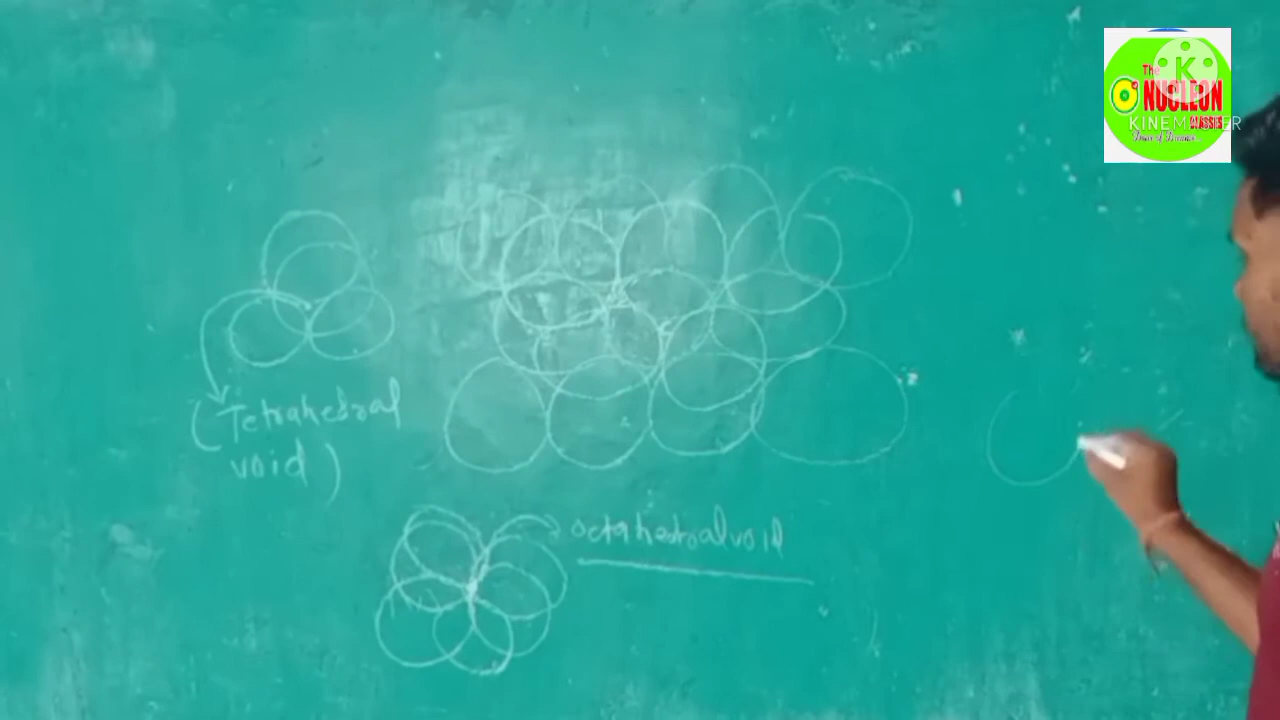 The
NUCLEON
CLASSES
K
KINEMASTER
(Tetrahedral
void)
octahedral void